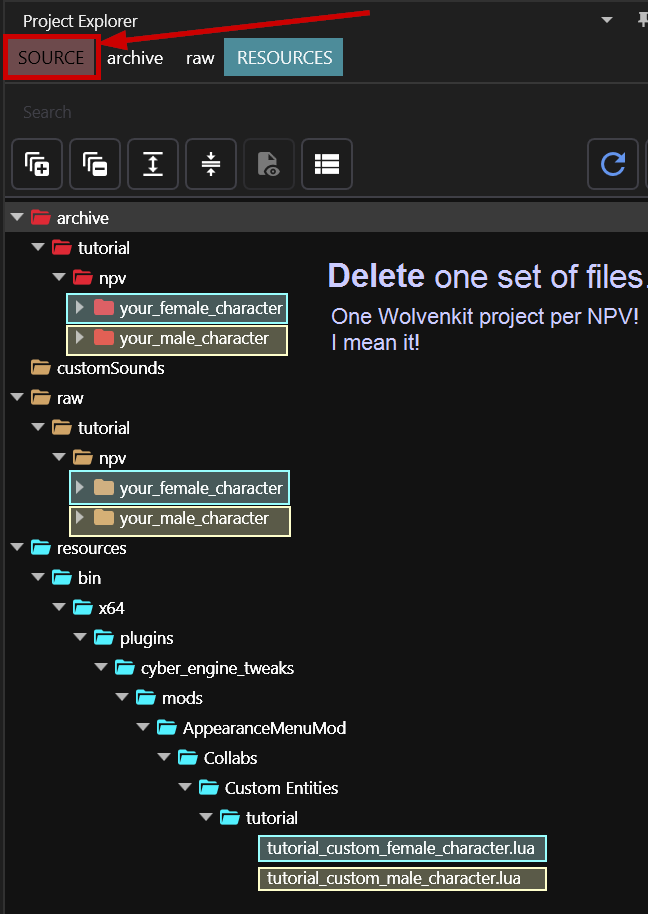 Project Explorer
SOURCE archive raw RESOURCES
Search
archive
tutorial
npv
Delete one set of files.
your_female_character
One Wolvenkit project per NPV!
your_male_character
I mean it!
customSounds
raw
tutorial
npv
your_female_character
your_male_character
resources
bin
x64
plugins
cyber_engine_tweaks
mods
AppearanceMenuMod
Collabs
Custom Entities
tutorial
tutorial_custom_female_character.lua
tutorial_custom_male_character.lua